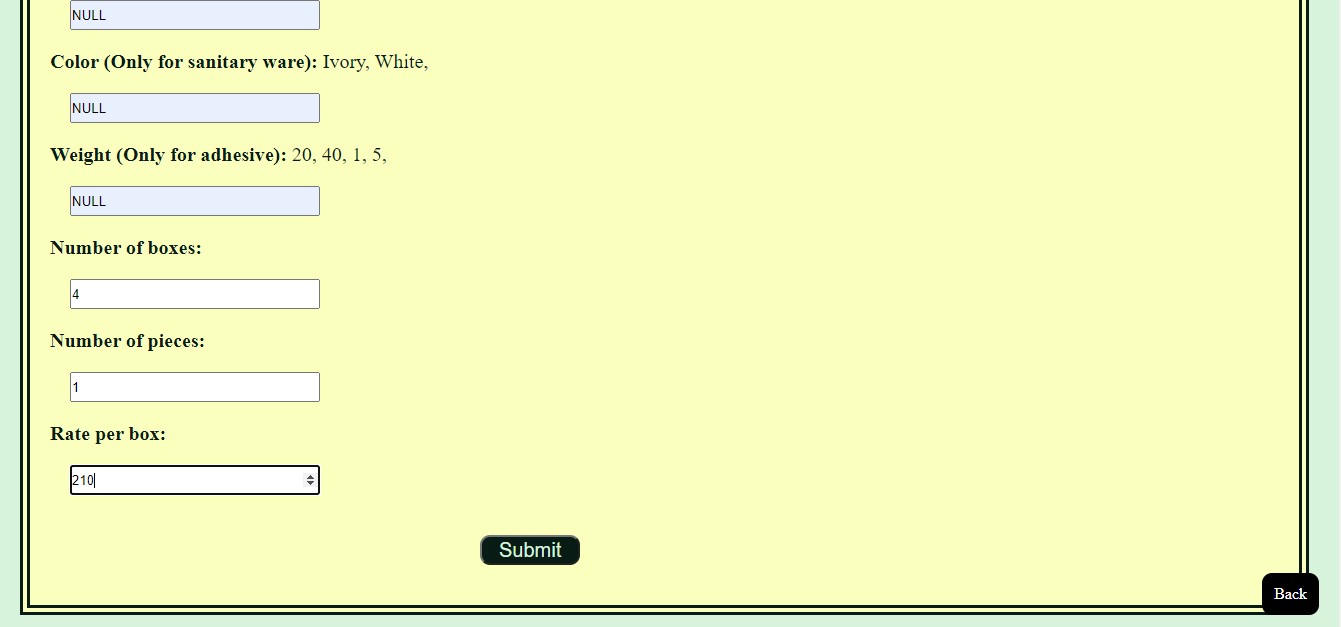 NULL
Color (Only for sanitary ware): Ivory, White,
NULL
Weight (Only for adhesive): 20, 40, 1, 5,
NULL
Number of boxes:
4
Number of pieces:
1
Rate per box:
210
Submit
Back